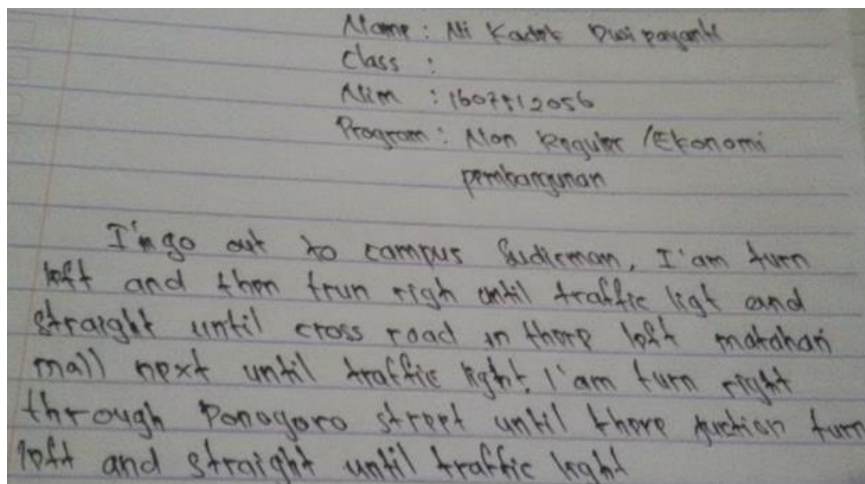 Name : Ni Kadek Dwi payanti
Class :
Nim : 1607512056
Program : Non Reguler /Ekonomi
pembangunan
I'm go out to campus Sudirman, I'am turn
left and then trun righ until traffic ligt and
straight until cross road in there left matahari
mall next until traffic light. I'am turn right
through Ponogoro street until there juction turn
left and straight until traffic light